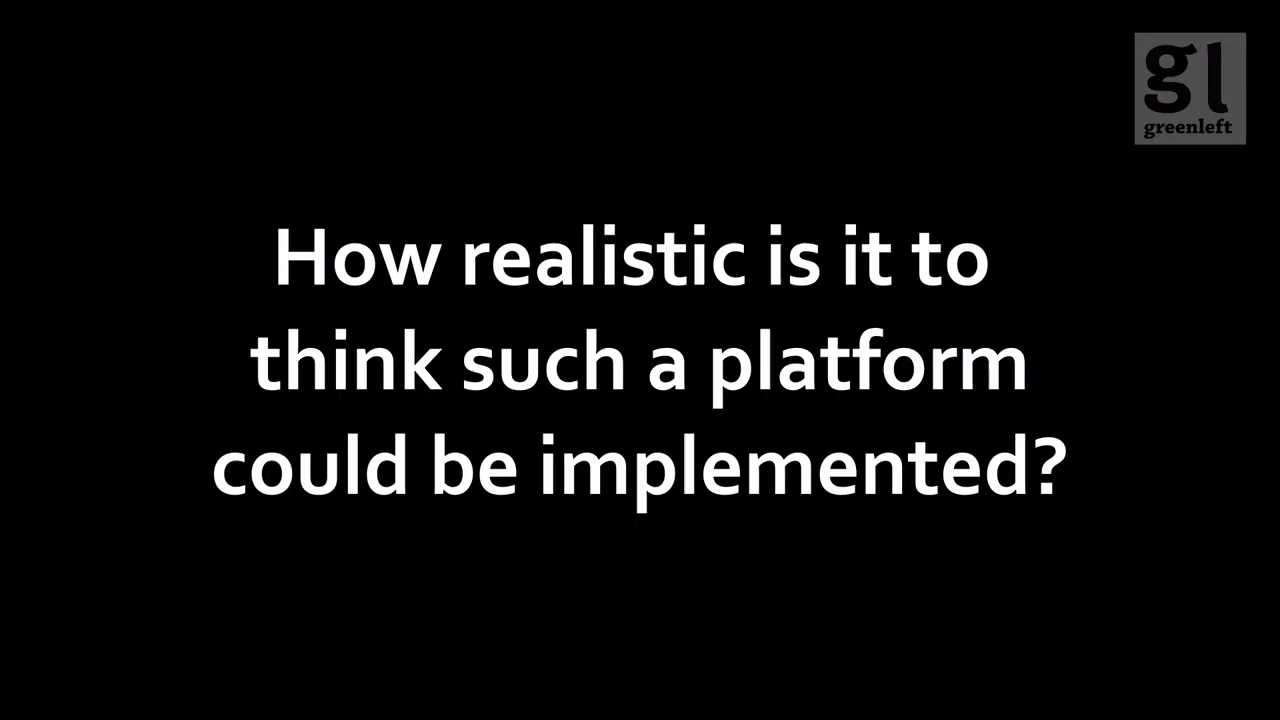 gl
greenleft
How realistic is it to
think such a platform
could be implemented?